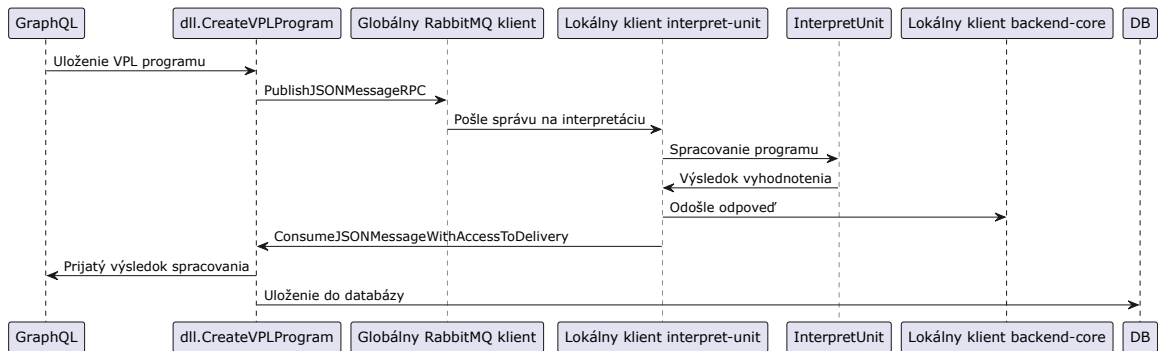 GraphQL
dll.CreateVPLProgram
Globálny RabbitMQ klient
Lokálny klient interpret-unit
InterpretUnit
Lokálny klient backend-core
DB
Uloženie VPL programu
PublishJSONMessageRPC
Pošle správu na interpretáciu
Spracovanie programu
Výsledok vyhodnotenia
Odošle odpoveď
ConsumeJSONMessageWithAccessToDelivery
Prijatý výsledok spracovania
Uloženie do databázy
GraphQL
dll.CreateVPLProgram
Globálny RabbitMQ klient
Lokálny klient interpret-unit
InterpretUnit
Lokálny klient backend-core
DB